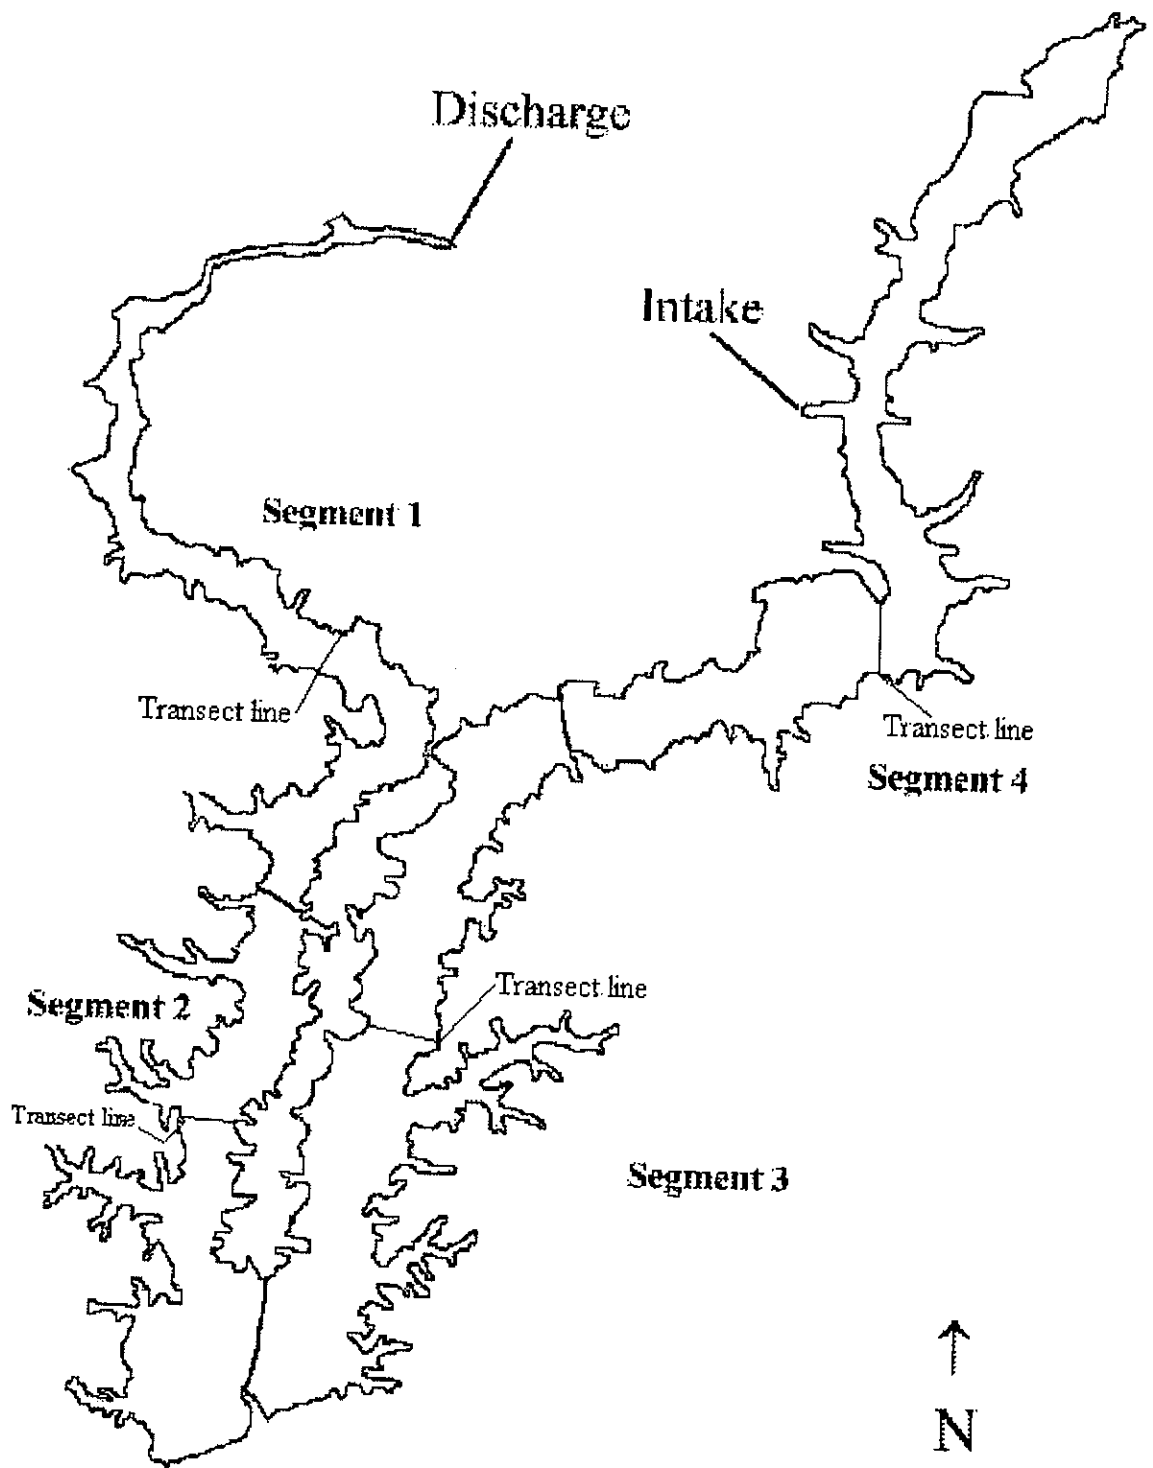 Discharge
Intake
Segment 1
Transect line
Transect line
Segment 4
Transect line
Segment 2
Transect line
Segment 3
N